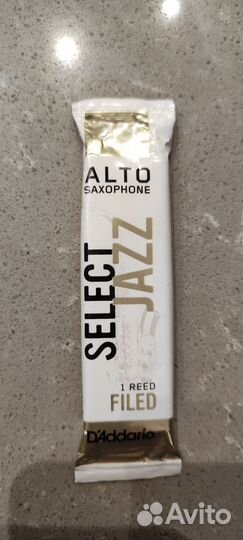 ALTO
SAXOPHONE
SELECT
JAZZ
1 REED
FILED
D'Addario
Avito